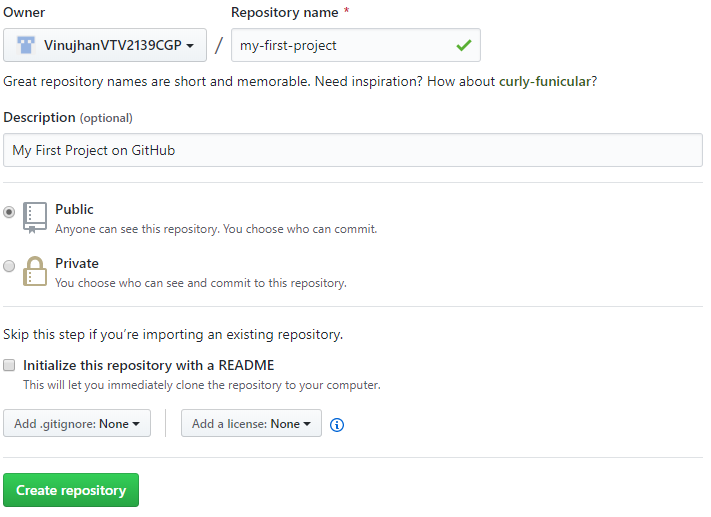 Owner Repository name *
VinujhanVTV2139CGP / my-first-project
Great repository names are short and memorable. Need inspiration? How about curly-funicular?
Description (optional)
My First Project on GitHub
Public
Anyone can see this repository. You choose who can commit.
Private
You choose who can see and commit to this repository.
Skip this step if you’re importing an existing repository.
Initialize this repository with a README
This will let you immediately clone the repository to your computer.
Add .gitignore: None Add a license: None
Create repository